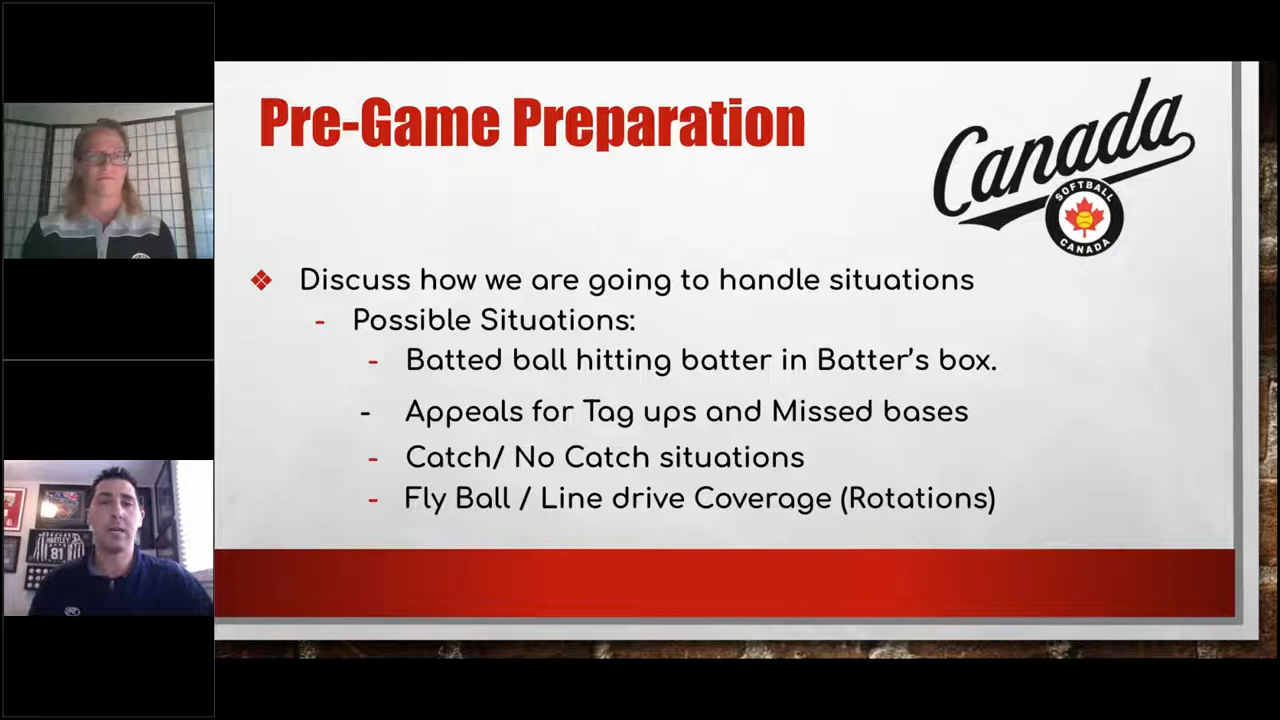 Pre-Game Preparation
Canada
SOFTBALL
CANADA
❖ Discuss how we are going to handle situations
- Possible Situations:
- Batted ball hitting batter in Batter’s box.
- Appeals for Tag ups and Missed bases
- Catch/ No Catch situations
- Fly Ball / Line drive Coverage (Rotations)
HARTLEY
81